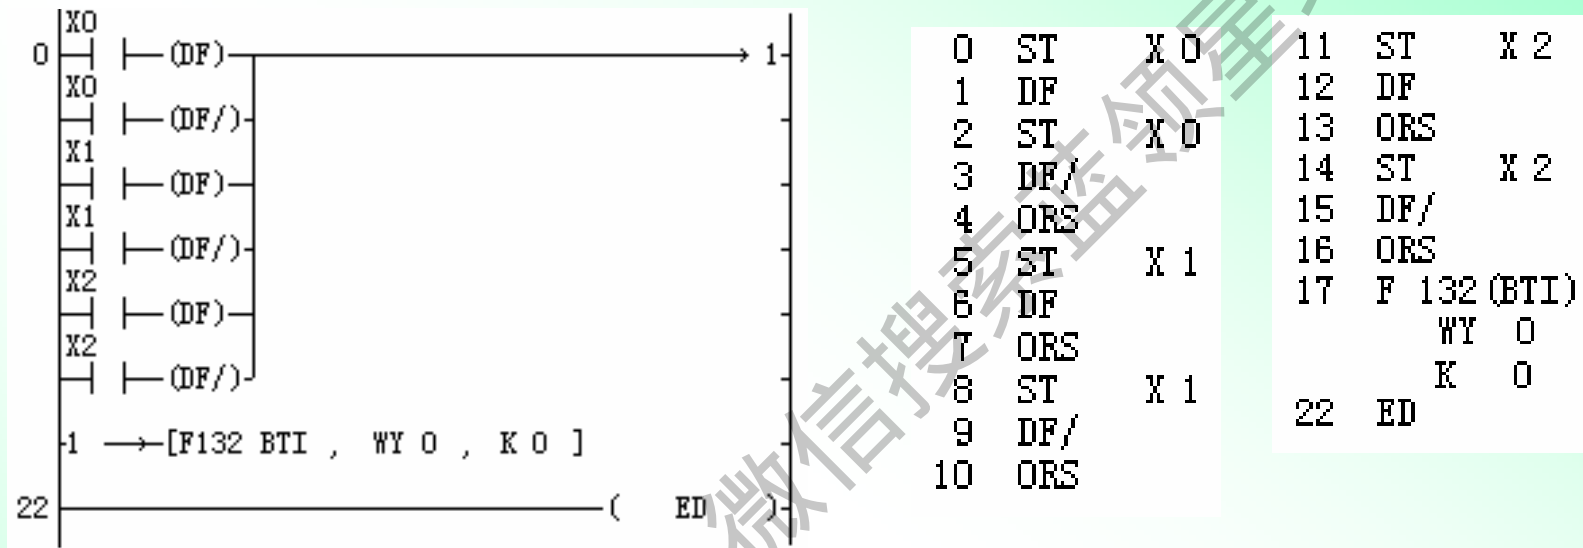 X0
0 (DF) 1
X0
(DF/)
X1
(DF)
X1
(DF/)
X2
(DF)
X2
(DF/)
1 [F132 BTI , WY 0 , K 0 ]
22 ( ED )
0 ST X 0
1 DF
2 ST X 0
3 DF/
4 ORS
5 ST X 1
6 DF
7 ORS
8 ST X 1
9 DF/
10 ORS
11 ST X 2
12 DF
13 ORS
14 ST X 2
15 DF/
16 ORS
17 F 132 (BTI)
WY 0
K 0
22 ED
微信搜索蓝领星